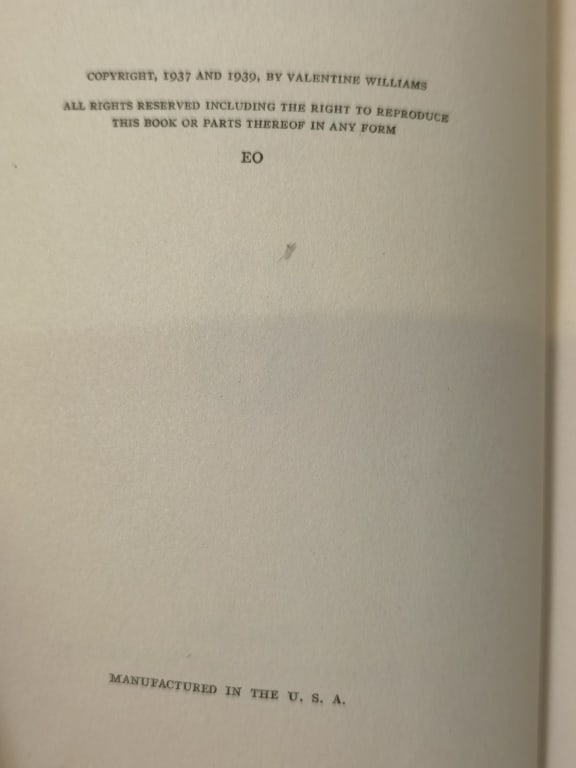 COPYRIGHT, 1937 AND 1939, BY VALENTINE WILLIAMS
ALL RIGHTS RESERVED INCLUDING THE RIGHT TO REPRODUCE
THIS BOOK OR PARTS THEREOF IN ANY FORM
EO
MANUFACTURED IN THE U. S. A.